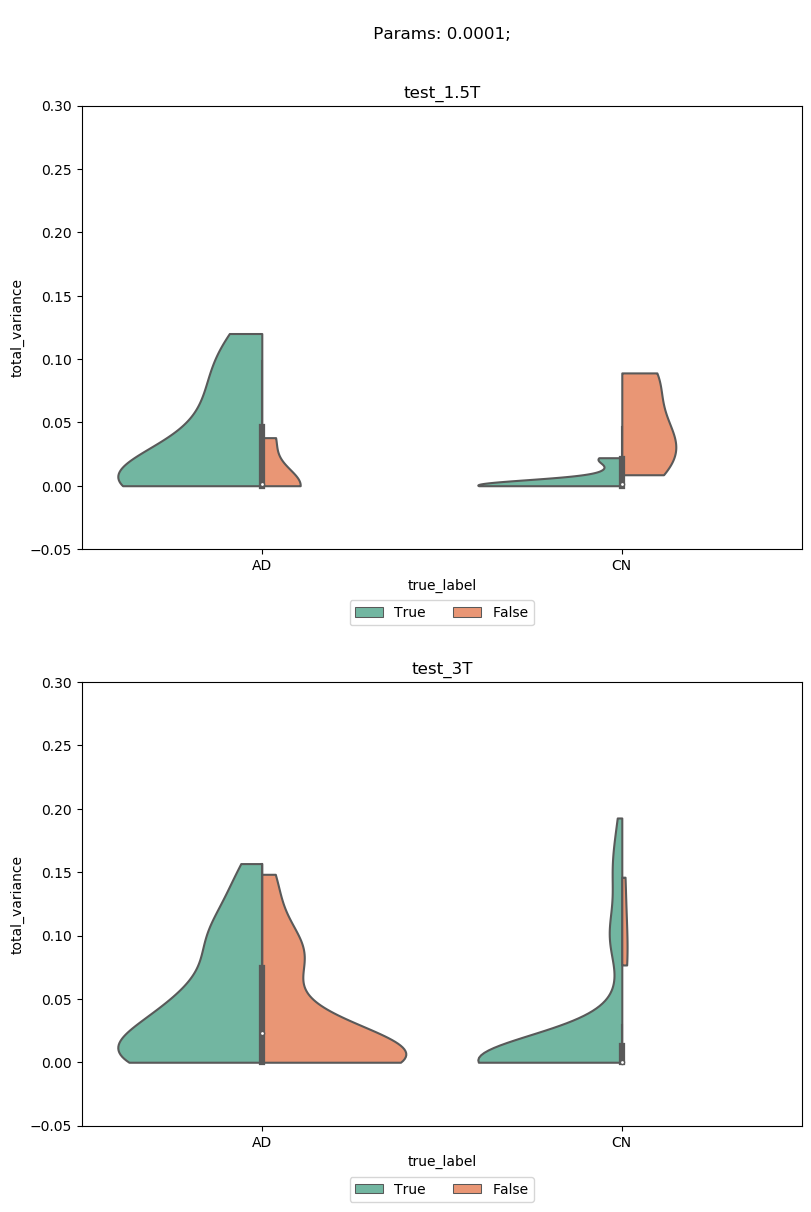 Params: 0.0001;
test_1.5T
0.30
0.25
0.20
0.15
0.10
0.05
0.00
−0.05
total_variance
AD CN
true_label
True False
test_3T
0.30
0.25
0.20
0.15
0.10
0.05
0.00
−0.05
total_variance
AD CN
true_label
True False